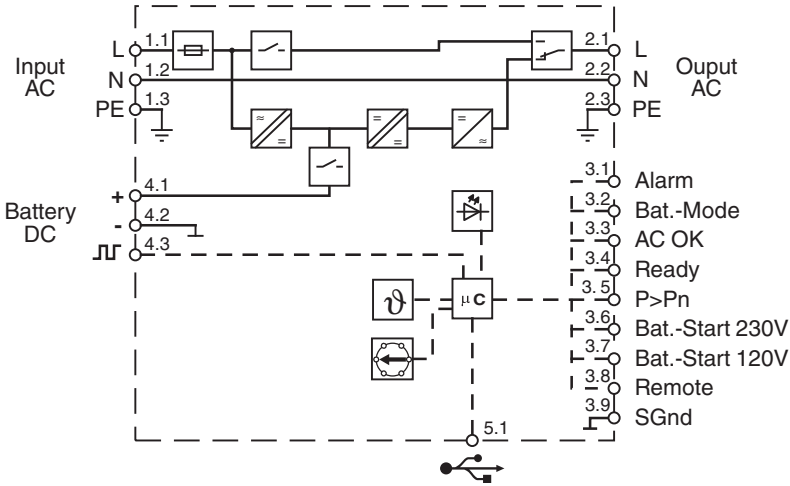 Input
AC
L 1.1
N 1.2
PE 1.3
2.1 L
2.2 N
2.3 PE
Ouput
AC
≈
=
=
=
=
≈
Battery
DC
+ 4.1
- 4.2
4.3
ϑ
µC
3.1 Alarm
3.2 Bat.-Mode
3.3 AC OK
3.4 Ready
3. 5 P>Pn
3.6 Bat.-Start 230V
3.7 Bat.-Start 120V
3.8 Remote
3.9 SGnd
5.1